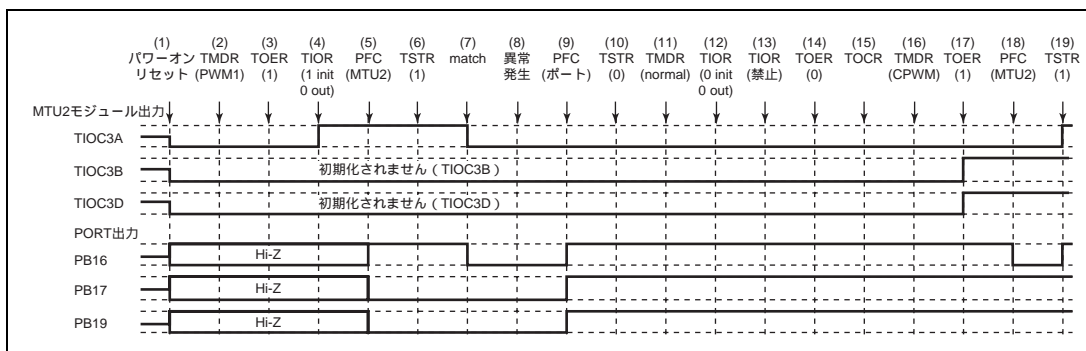 (1) (2) (3) (4) (5) (6) (7) (8) (9) (10) (11) (12) (13) (14) (15) (16) (17) (18) (19)
パワーオン TMDR TOER TIOR PFC TSTR match 異常 PFC TSTR TMDR TIOR TIOR TOER TOCR TMDR TOER PFC TSTR
リセット (PWM1) (1) (1 init (MTU2) (1) 発生 (ポート) (0) (normal) (0 init (禁止) (0) (CPWM) (1) (MTU2) (1)
0 out) 0 out)
MTU2モジュール出力
TIOC3A
TIOC3B 初期化されません（TIOC3B）
TIOC3D 初期化されません（TIOC3D）
PORT出力
PB16 Hi-Z
PB17 Hi-Z
PB19 Hi-Z